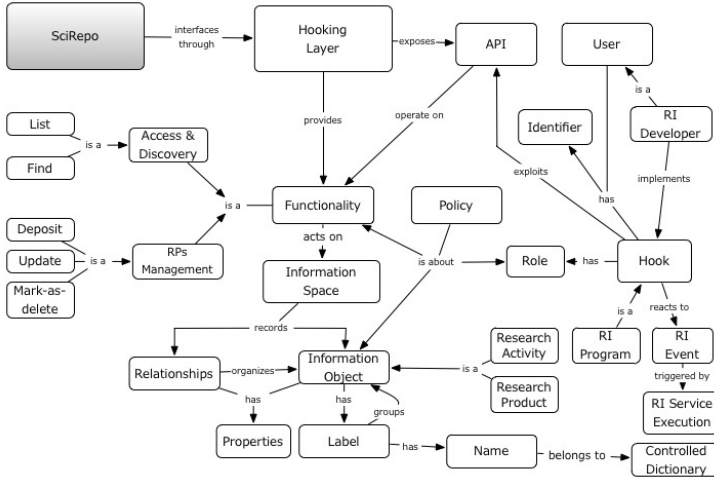 SciRepo
interfaces
through
Hooking
Layer
exposes
API
User
provides
operate on
is a
RI
Developer
List
Find
is a
Access &
Discovery
Identifier
exploits
implements
has
is a
Functionality
Policy
Deposit
Update
Mark-as-
delete
is a
RPs
Management
acts on
is about
Role
has
Hook
Information
Space
is a
reacts to
records
RI
Program
RI
Event
Relationships
organizes
Information
Object
is a
Research
Activity
Research
Product
triggered by
has
has
groups
RI Service
Execution
Properties
Label
has
Name
belongs to
Controlled
Dictionary